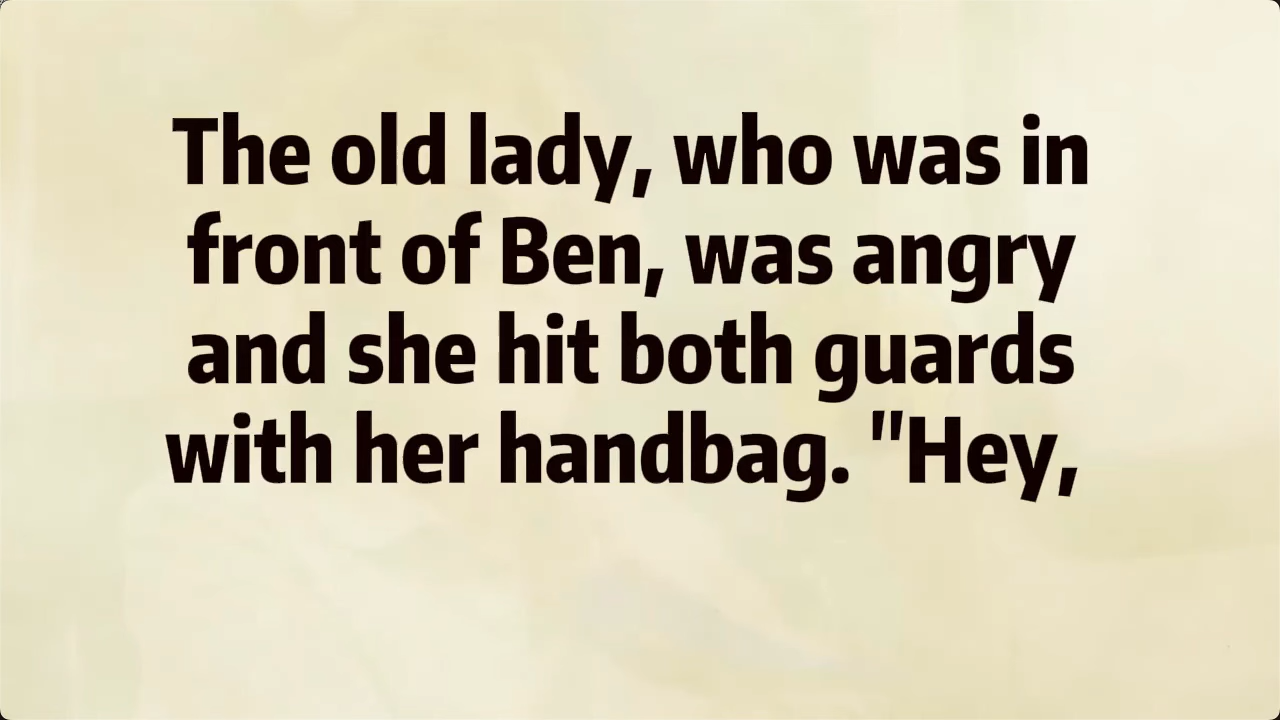 The old lady, who was in
front of Ben, was angry
and she hit both guards
with her handbag. "Hey,